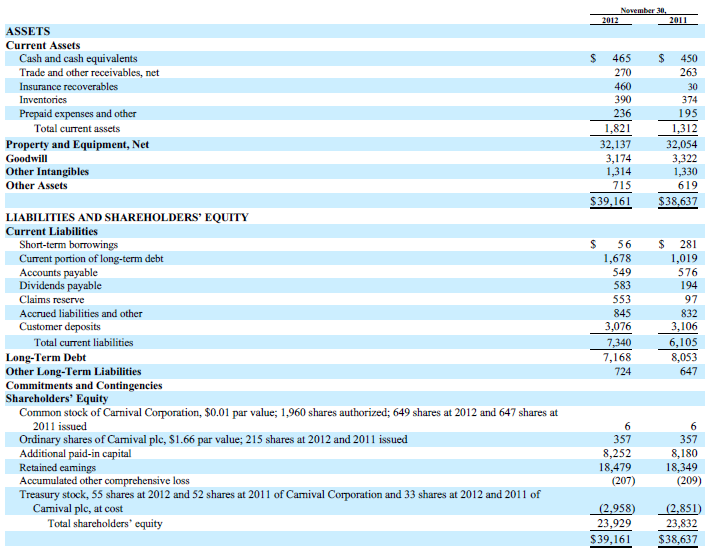 November 30,
2012 2011
ASSETS
Current Assets
Cash and cash equivalents $ 465 $ 450
Trade and other receivables, net 270 263
Insurance recoverables 460 30
Inventories 390 374
Prepaid expenses and other 236 195
Total current assets 1,821 1,312
Property and Equipment, Net 32,137 32,054
Goodwill 3,174 3,322
Other Intangibles 1,314 1,330
Other Assets 715 619
$39,161 $38,637
LIABILITIES AND SHAREHOLDERS’ EQUITY
Current Liabilities
Short-term borrowings $ 56 $ 281
Current portion of long-term debt 1,678 1,019
Accounts payable 549 576
Dividends payable 583 194
Claims reserve 553 97
Accrued liabilities and other 845 832
Customer deposits 3,076 3,106
Total current liabilities 7,340 6,105
Long-Term Debt 7,168 8,053
Other Long-Term Liabilities 724 647
Commitments and Contingencies
Shareholders’ Equity
Common stock of Carnival Corporation, $0.01 par value; 1,960 shares authorized; 649 shares at 2012 and 647 shares at
2011 issued 6 6
Ordinary shares of Carnival plc, $1.66 par value; 215 shares at 2012 and 2011 issued 357 357
Additional paid-in capital 8,252 8,180
Retained earnings 18,479 18,349
Accumulated other comprehensive loss (207) (209)
Treasury stock, 55 shares at 2012 and 52 shares at 2011 of Carnival Corporation and 33 shares at 2012 and 2011 of
Carnival plc, at cost (2,958) (2,851)
Total shareholders’ equity 23,929 23,832
$39,161 $38,637